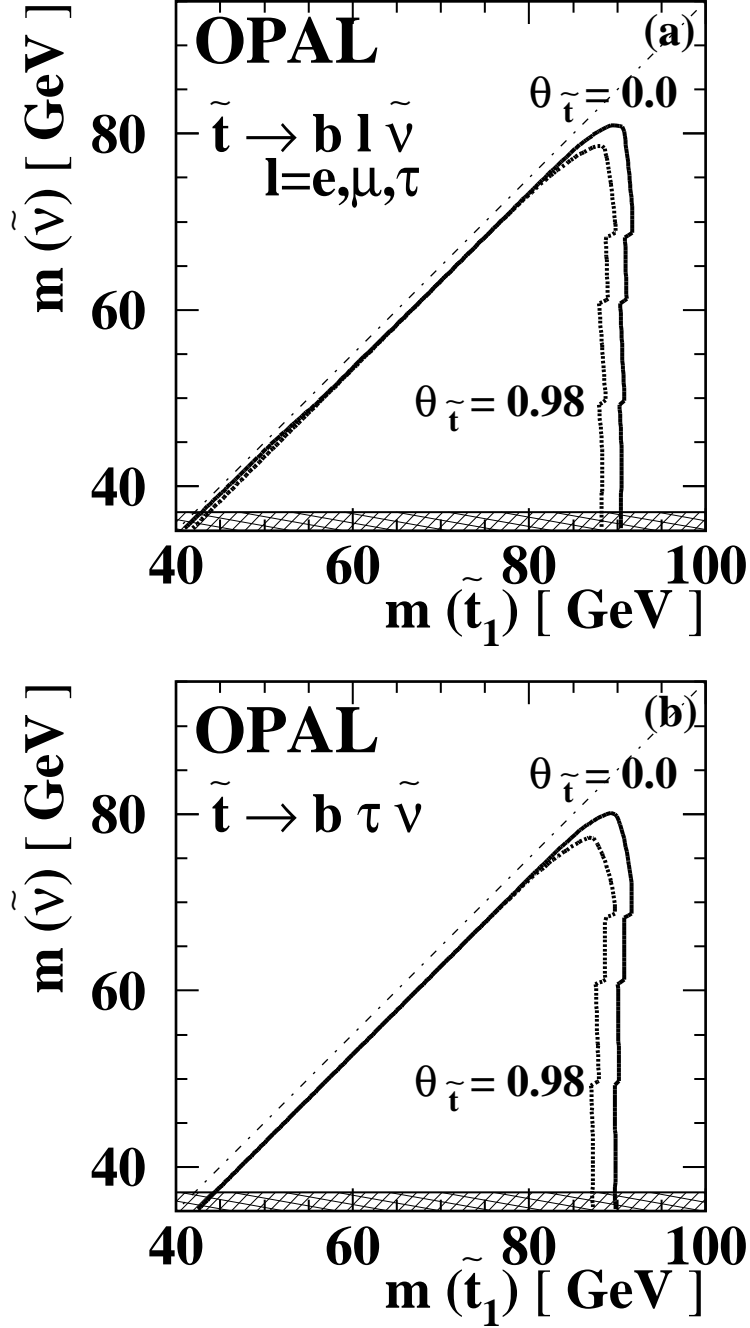 OPAL
(a)
θ t̃ = 0.0
t̃ → b l ν̃
l=e,μ,τ
θ t̃ = 0.98
m (ν̃) [ GeV ]
80
60
40
40 60 80 100
m (t̃1) [ GeV ]
OPAL
(b)
θ t̃ = 0.0
t̃ → b τ ν̃
θ t̃ = 0.98
m (ν̃) [ GeV ]
80
60
40
40 60 80 100
m (t̃1) [ GeV ]